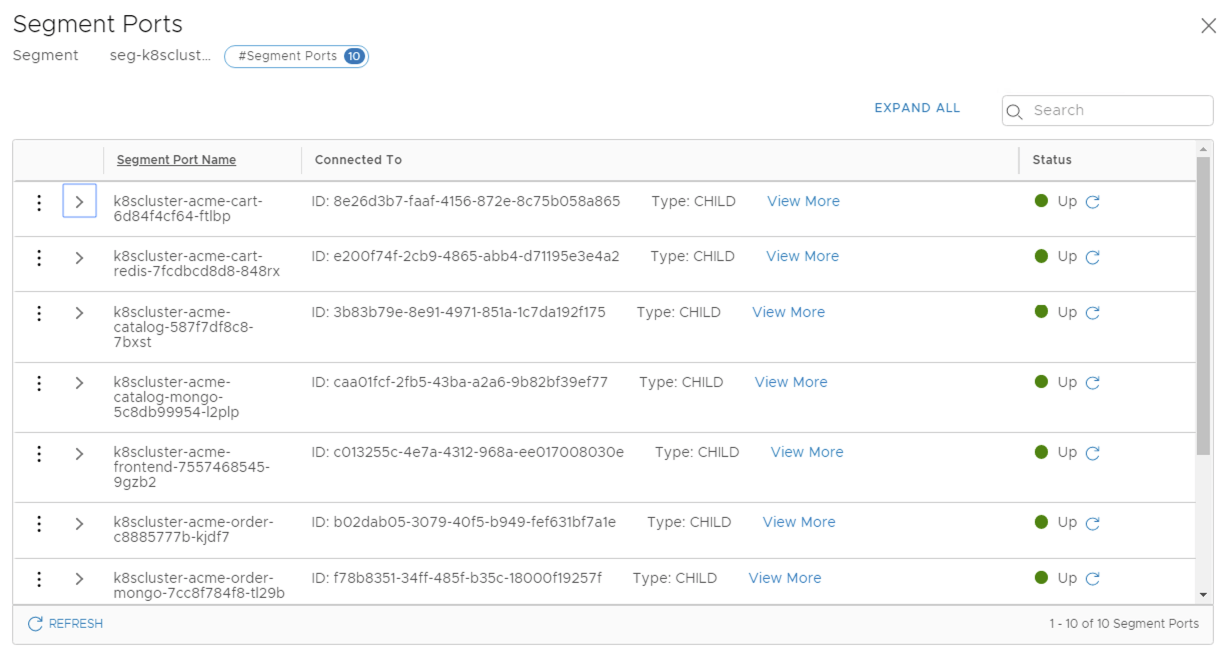 Segment Ports
Segment seg-k8sclust... #Segment Ports 10
EXPAND ALL Search
Segment Port Name Connected To Status
k8scluster-acme-cart- ID: 8e26d3b7-faaf-4156-872e-8c75b058a865 Type: CHILD View More Up
6d84f4cf64-ftlbp
k8scluster-acme-cart- ID: e200f74f-2cb9-4865-abb4-d71195e3e4a2 Type: CHILD View More Up
redis-7fcdbcd8d8-848rx
k8scluster-acme- ID: 3b83b79e-8e91-4971-851a-1c7da192f175 Type: CHILD View More Up
catalog-587f7df8c8-
7bxst
k8scluster-acme- ID: caa01fcf-2fb5-43ba-a2a6-9b82bf39ef77 Type: CHILD View More Up
catalog-mongo-
5c8db99954-l2plp
k8scluster-acme- ID: c013255c-4e7a-4312-968a-ee017008030e Type: CHILD View More Up
frontend-7557468545-
9gzb2
k8scluster-acme-order- ID: b02dab05-3079-40f5-b949-fef631bf7a1e Type: CHILD View More Up
c8885777b-kjdf7
k8scluster-acme-order- ID: f78b8351-34ff-485f-b35c-18000f19257f Type: CHILD View More Up
mongo-7cc8f784f8-tl29b
REFRESH 1 - 10 of 10 Segment Ports